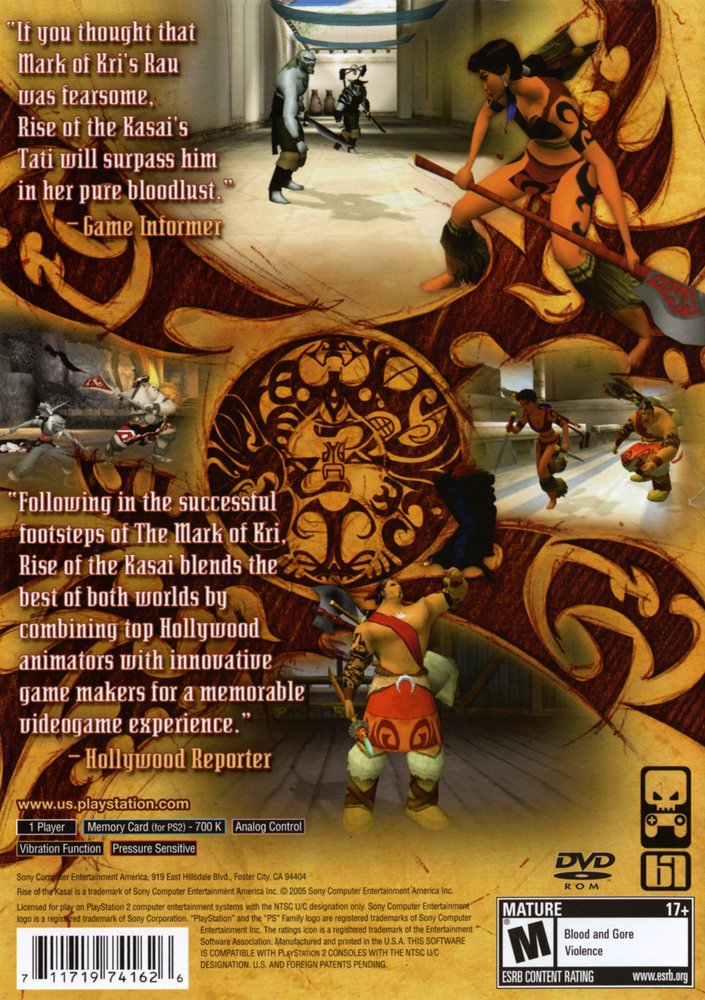 "If you thought that
Mark of Kri's Rau
was fearsome,
Rise of the Kasai's
Tati will surpass him
in her pure bloodlust."
– Game Informer
"Following in the successful
footsteps of The Mark of Kri,
Rise of the Kasai blends the
best of both worlds by
combining top Hollywood
animators with innovative
game makers for a memorable
videogame experience."
– Hollywood Reporter
www.us.playstation.com
1 Player
Memory Card (for PS2) - 700 K
Analog Control
Vibration Function
Pressure Sensitive
Sony Computer Entertainment America, 919 East Hillsdale Blvd., Foster City, CA 94404
Rise of the Kasai is a trademark of Sony Computer Entertainment America Inc. © 2005 Sony Computer Entertainment America Inc.
Licensed for play on PlayStation 2 computer entertainment systems with the NTSC U/C designation only. Sony Computer Entertainment
logo is a registered trademark of Sony Corporation. "PlayStation" and the "PS" Family logo are registered trademarks of Sony Computer
Entertainment Inc. The ratings icon is a registered trademark of the Entertainment
Software Association. Manufactured and printed in the U.S.A. THIS SOFTWARE
IS COMPATIBLE WITH PLAYSTATION 2 CONSOLES WITH THE NTSC U/C
DESIGNATION. U.S. AND FOREIGN PATENTS PENDING.
7 11719 74162 6
DVD
ROM
MATURE 17+
M
Blood and Gore
Violence
ESRB CONTENT RATING www.esrb.org